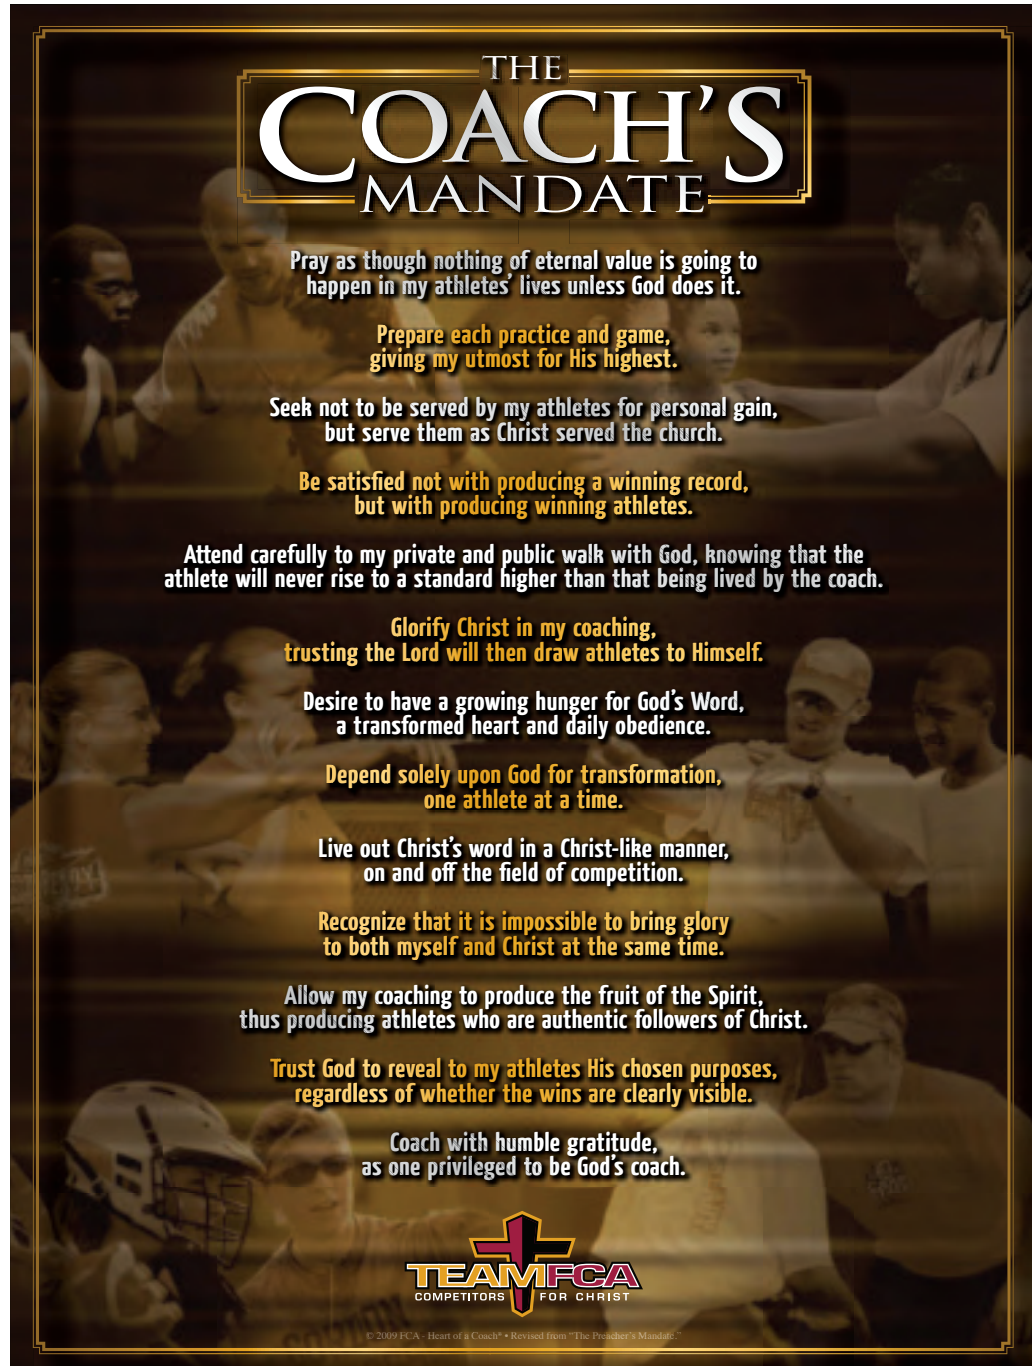 THE
COACH'S
MANDATE
Pray as though nothing of eternal value is going to
happen in my athletes' lives unless God does it.
Prepare each practice and game,
giving my utmost for His highest.
Seek not to be served by my athletes for personal gain,
but serve them as Christ served the church.
Be satisfied not with producing a winning record,
but with producing winning athletes.
Attend carefully to my private and public walk with God, knowing that the
athlete will never rise to a standard higher than that being lived by the coach.
Glorify Christ in my coaching,
trusting the Lord will then draw athletes to Himself.
Desire to have a growing hunger for God's Word,
a transformed heart and daily obedience.
Depend solely upon God for transformation,
one athlete at a time.
Live out Christ's word in a Christ-like manner,
on and off the field of competition.
Recognize that it is impossible to bring glory
to both myself and Christ at the same time.
Allow my coaching to produce the fruit of the Spirit,
thus producing athletes who are authentic followers of Christ.
Trust God to reveal to my athletes His chosen purposes,
regardless of whether the wins are clearly visible.
Coach with humble gratitude,
as one privileged to be God's coach.
TEAMFCA
COMPETITORS FOR CHRIST
© 2009 FCA - Heart of a Coach® • Revised from "The Preacher's Mandate."